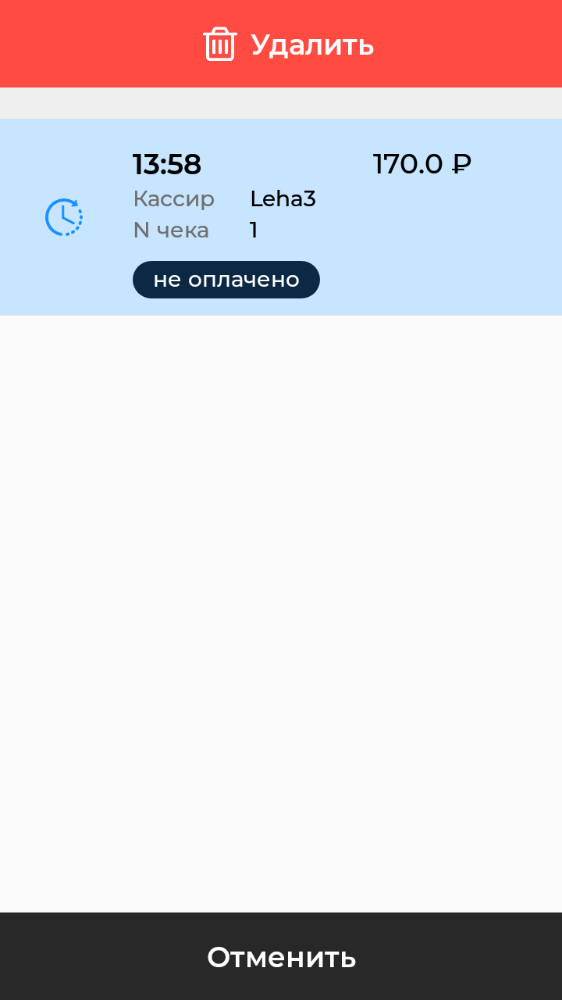 Удалить
13:58 170.0 ₽
Кассир Leha3
N чека 1
не оплачено
Отменить